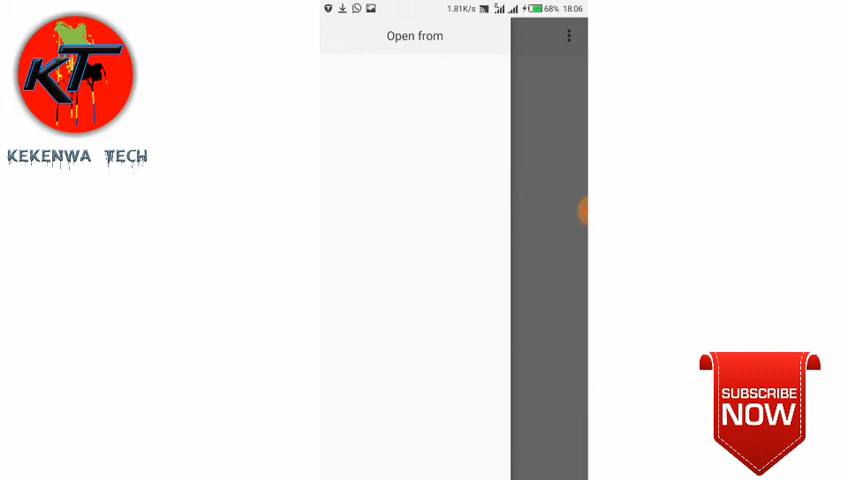 KT
KEKENWA TECH
1.81K/s 68% 18:06
Open from
SUBSCRIBE
NOW